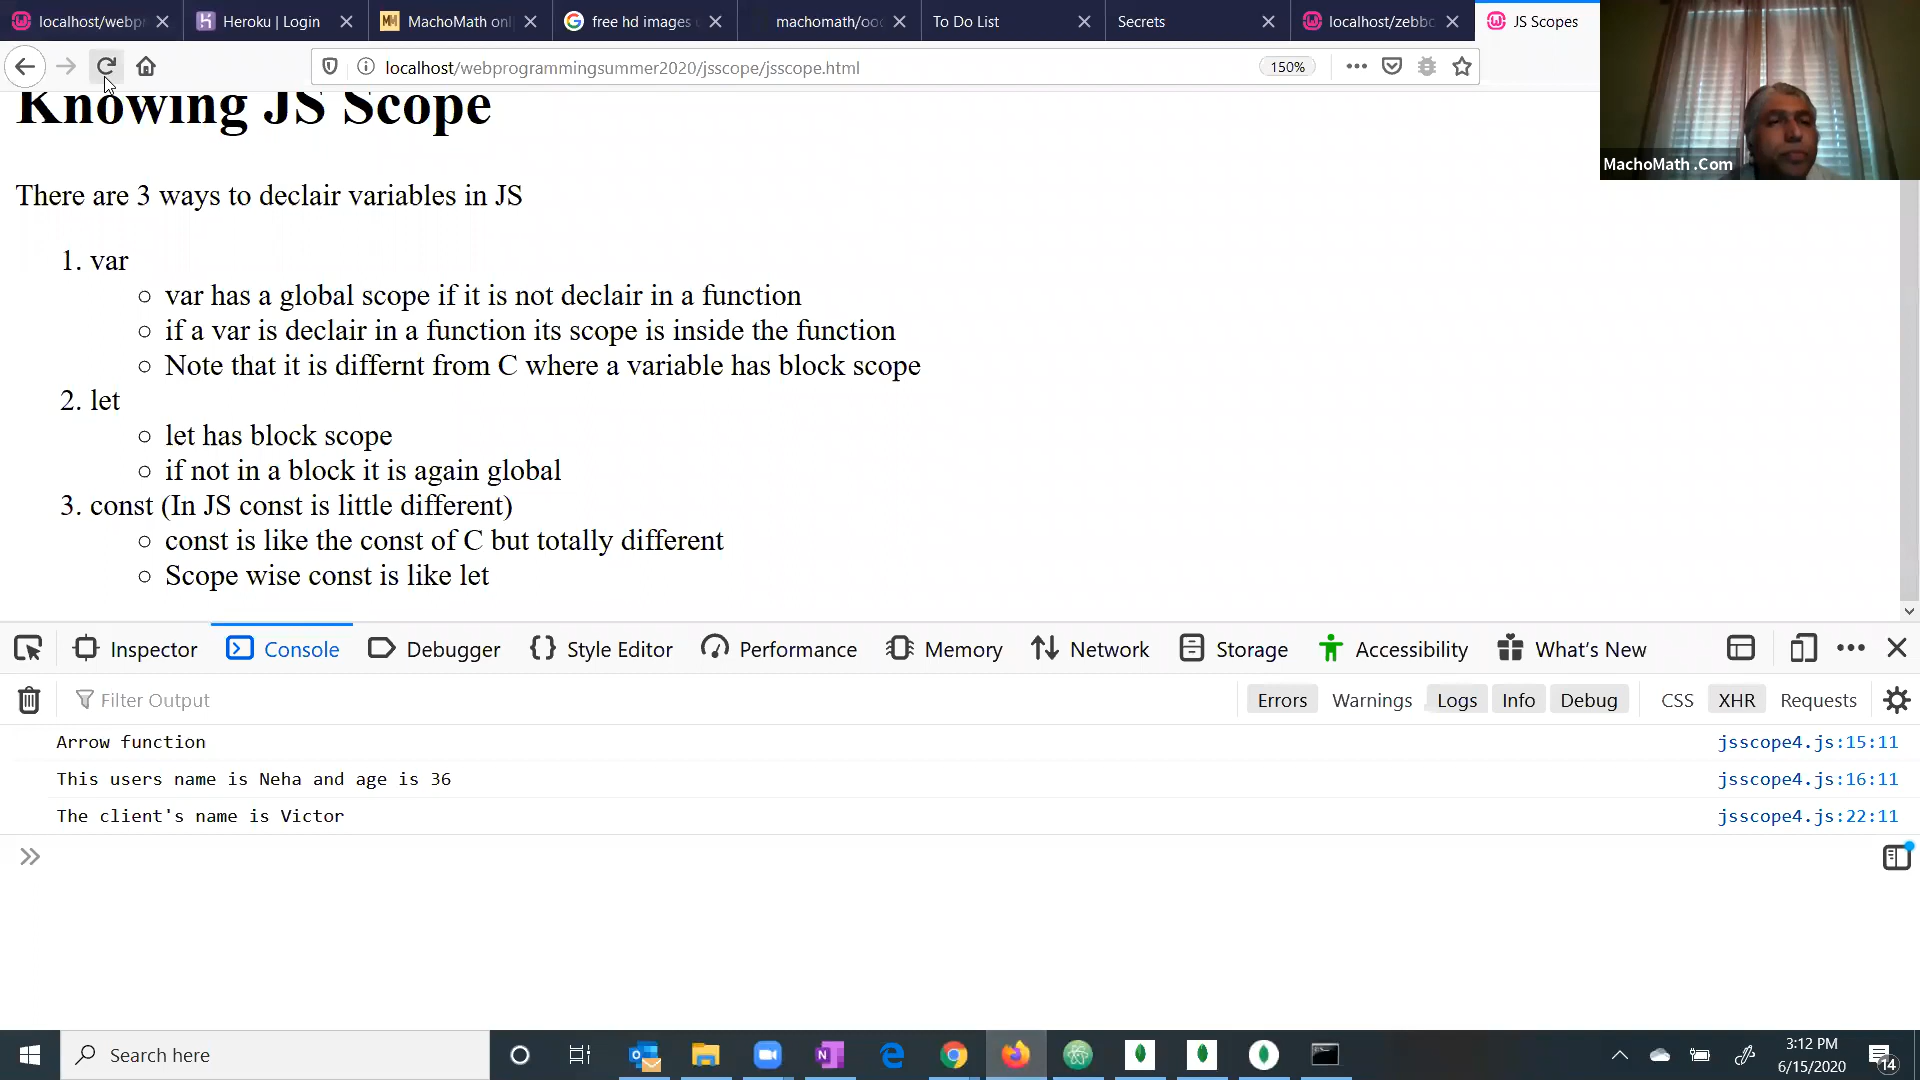 localhost/webpr
Heroku | Login
MachoMath onl
free hd images
machomath/ood
To Do List
Secrets
localhost/zebbo
JS Scopes
localhost/webprogrammingsummer2020/jsscope/jsscope.html
150%
MachoMath .Com
Knowing JS Scope
There are 3 ways to declair variables in JS
1. var
var has a global scope if it is not declair in a function
if a var is declair in a function its scope is inside the function
Note that it is differnt from C where a variable has block scope
2. let
let has block scope
if not in a block it is again global
3. const (In JS const is little different)
const is like the const of C but totally different
Scope wise const is like let
Inspector Console Debugger Style Editor Performance Memory Network Storage Accessibility What's New
Filter Output Errors Warnings Logs Info Debug CSS XHR Requests
Arrow function jsscope4.js:15:11
This users name is Neha and age is 36 jsscope4.js:16:11
The client's name is Victor jsscope4.js:22:11
Search here
3:12 PM
6/15/2020
14